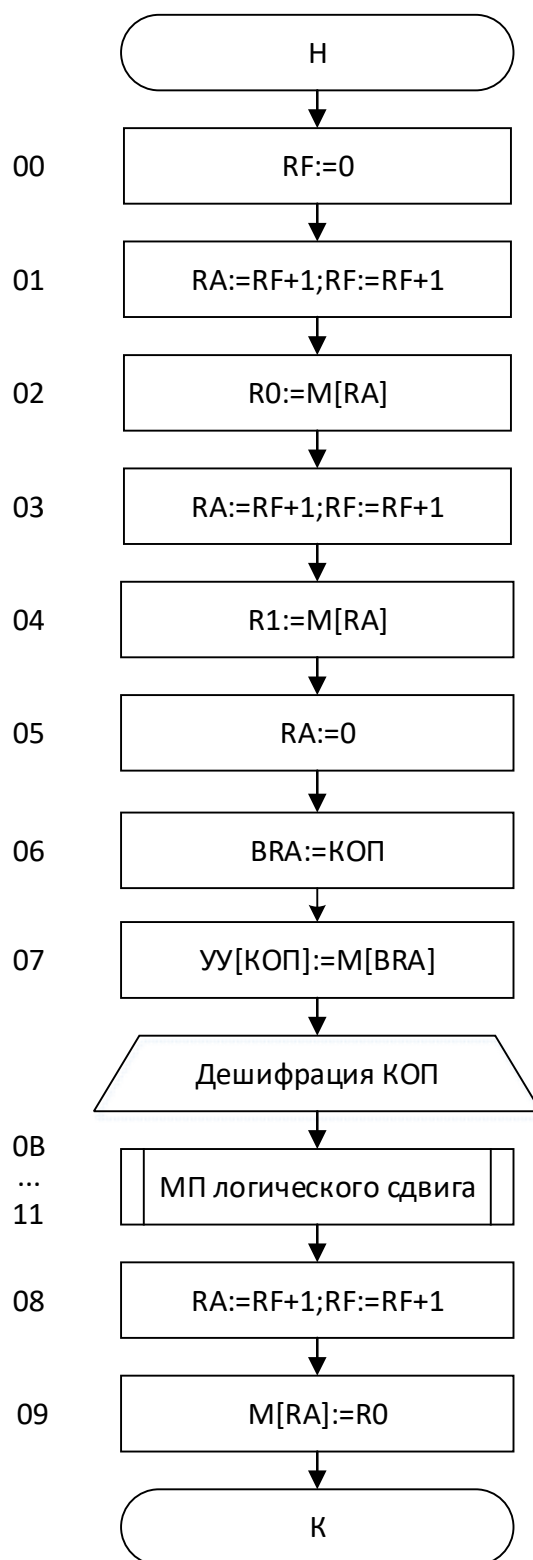 Н
00
RF:=0
01
RA:=RF+1;RF:=RF+1
02
R0:=M[RA]
03
RA:=RF+1;RF:=RF+1
04
R1:=M[RA]
05
RA:=0
06
BRA:=КОП
07
УУ[КОП]:=M[BRA]
Дешифрация КОП
0B
...
11
МП логического сдвига
08
RA:=RF+1;RF:=RF+1
09
M[RA]:=R0
К